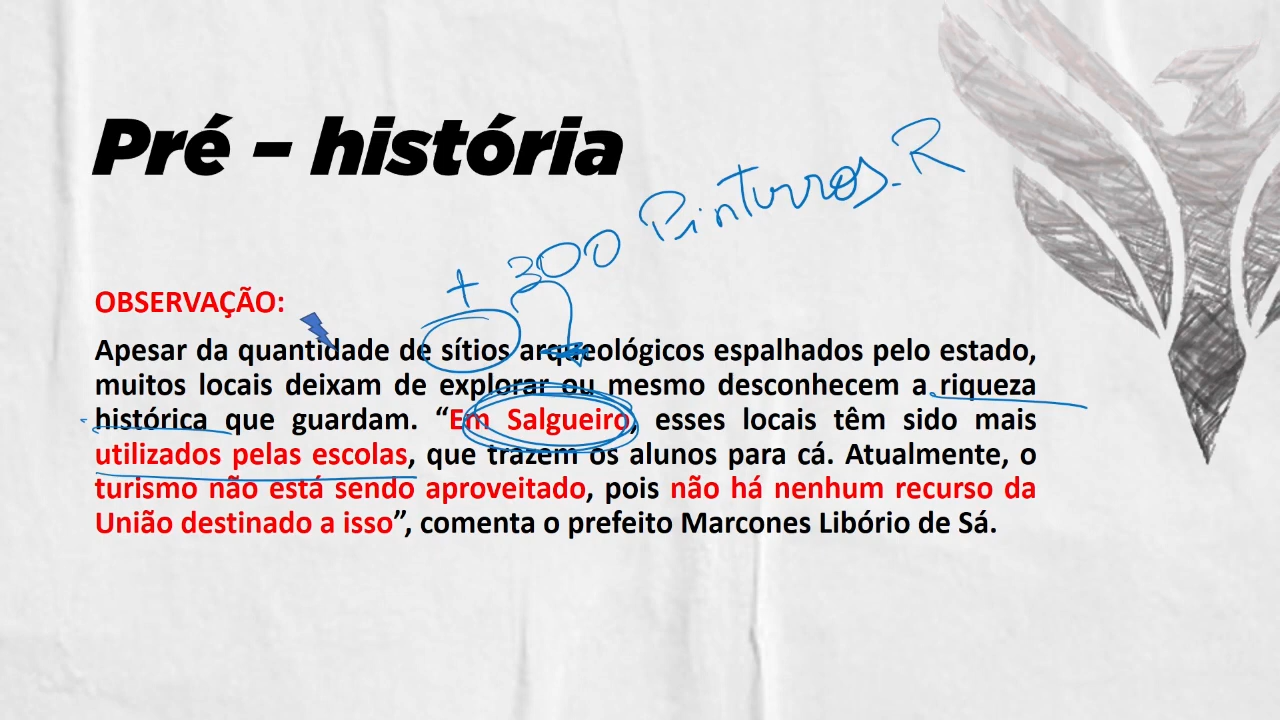 Pré – história
+ 300 Pinturras. R
OBSERVAÇÃO:
Apesar da quantidade de sítios arqueológicos espalhados pelo estado,
muitos locais deixam de explorar ou mesmo desconhecem a riqueza
histórica que guardam. “Em Salgueiro, esses locais têm sido mais
utilizados pelas escolas, que trazem os alunos para cá. Atualmente, o
turismo não está sendo aproveitado, pois não há nenhum recurso da
União destinado a isso”, comenta o prefeito Marcones Libório de Sá.